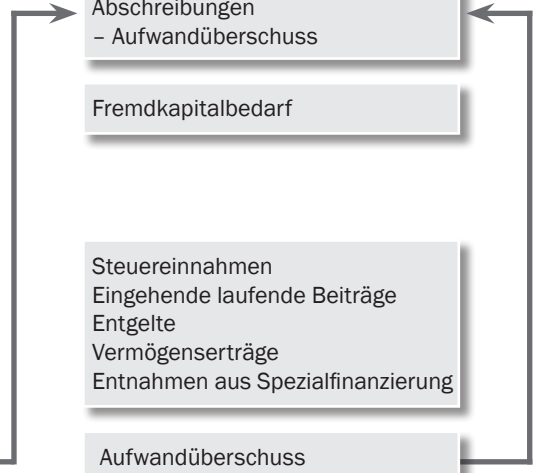 Abschreibungen
– Aufwandüberschuss
Fremdkapitalbedarf
Steuereinnahmen
Eingehende laufende Beiträge
Entgelte
Vermögenserträge
Entnahmen aus Spezialfinanzierung
Aufwandüberschuss